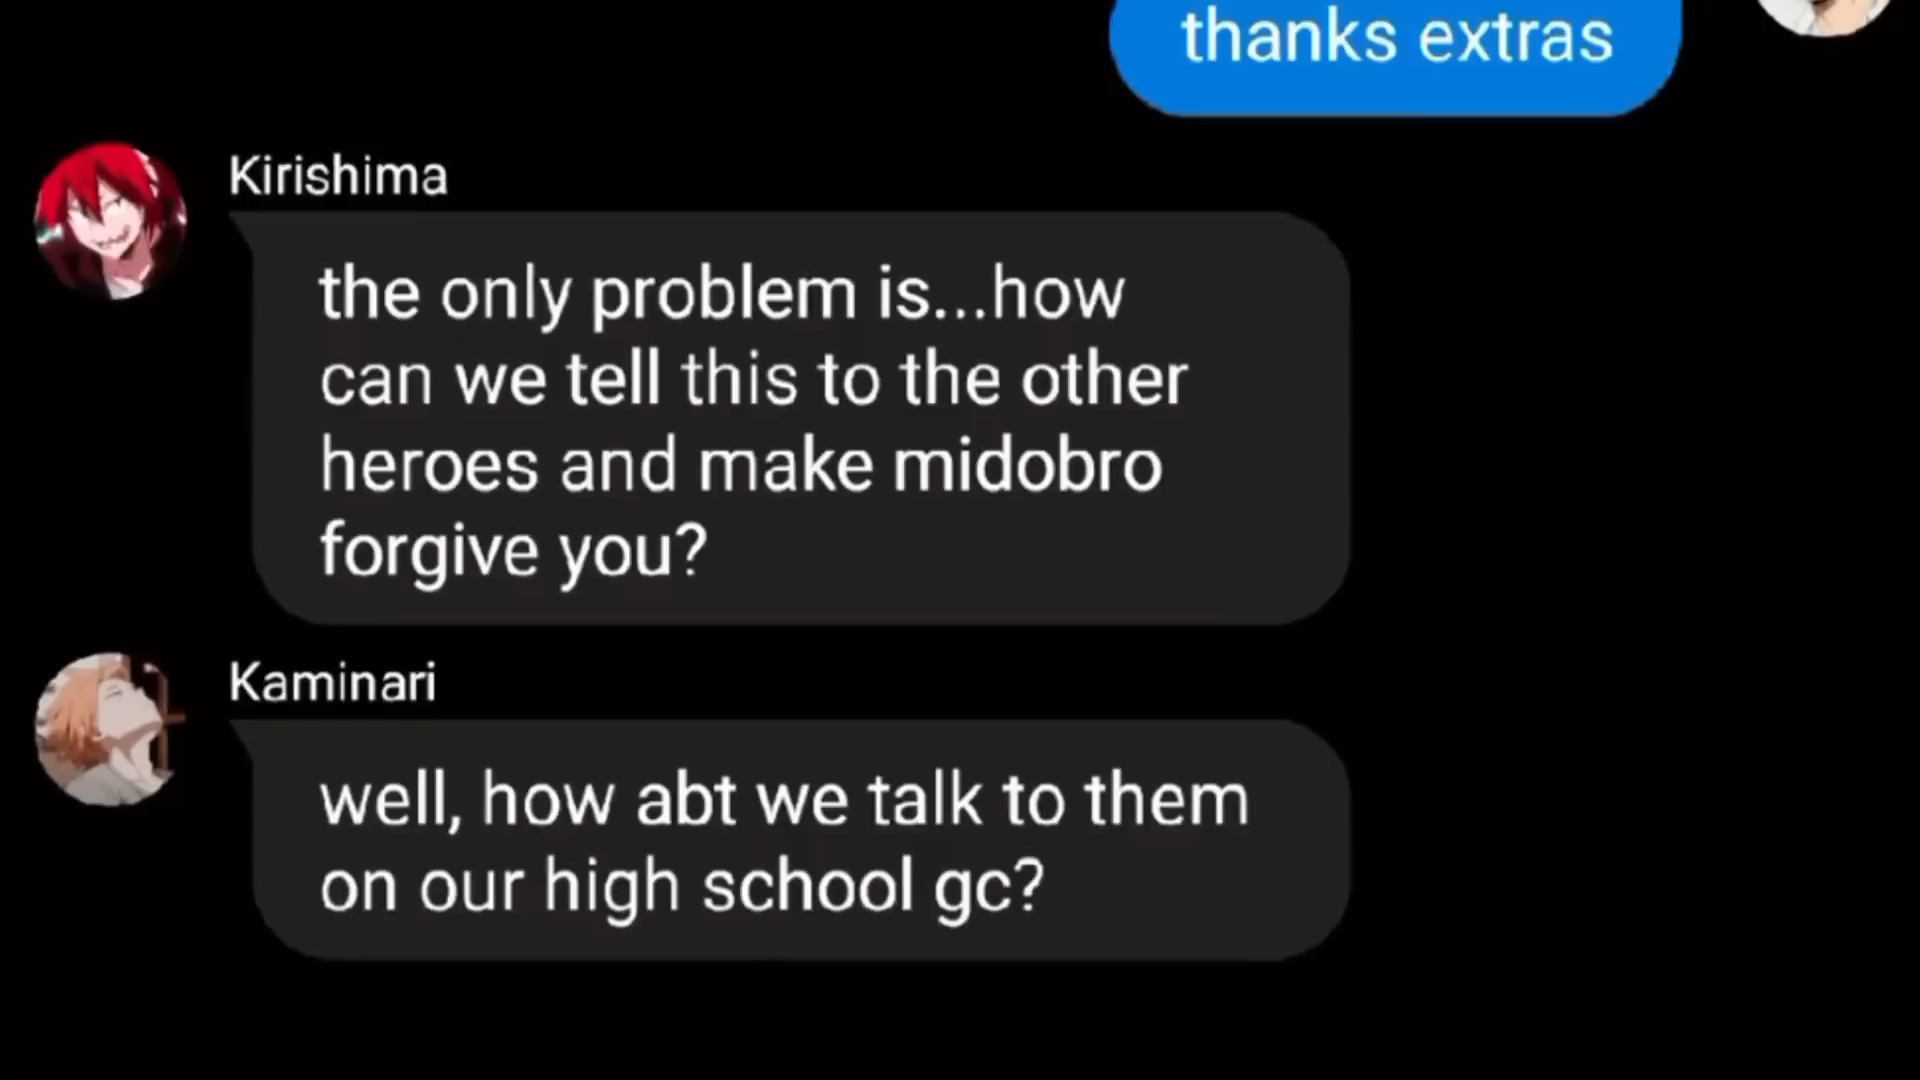 thanks extras
Kirishima
the only problem is...how
can we tell this to the other
heroes and make midobro
forgive you?
Kaminari
well, how abt we talk to them
on our high school gc?